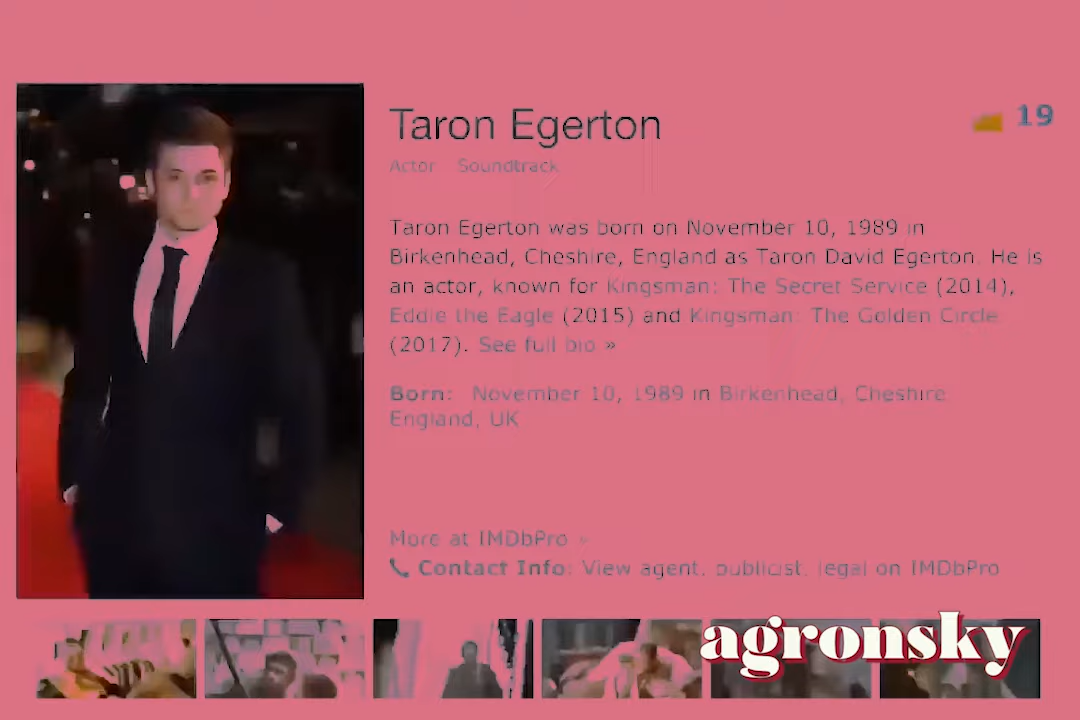 Taron Egerton
19
Actor Soundtrack
Taron Egerton was born on November 10, 1989 in
Birkenhead, Cheshire, England as Taron David Egerton. He is
an actor, known for Kingsman: The Secret Service (2014),
Eddie the Eagle (2015) and Kingsman: The Golden Circle
(2017). See full bio »
Born: November 10, 1989 in Birkenhead, Cheshire,
England, UK
More at IMDbPro »
Contact Info: View agent, publicist, legal on IMDbPro
agronsky